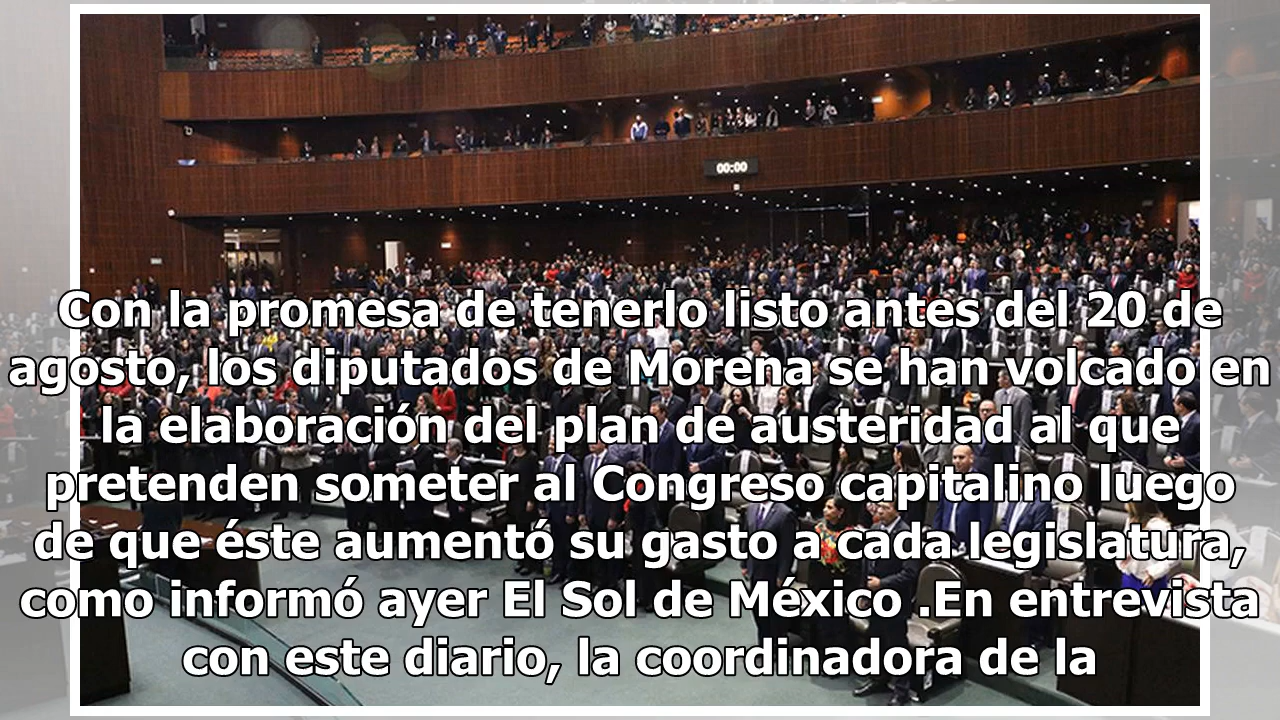 00:00
Con la promesa de tenerlo listo antes del 20 de
agosto, los diputados de Morena se han volcado en
la elaboración del plan de austeridad al que
pretenden someter al Congreso capitalino luego
de que éste aumentó su gasto a cada legislatura,
como informó ayer El Sol de México .En entrevista
con este diario, la coordinadora de la